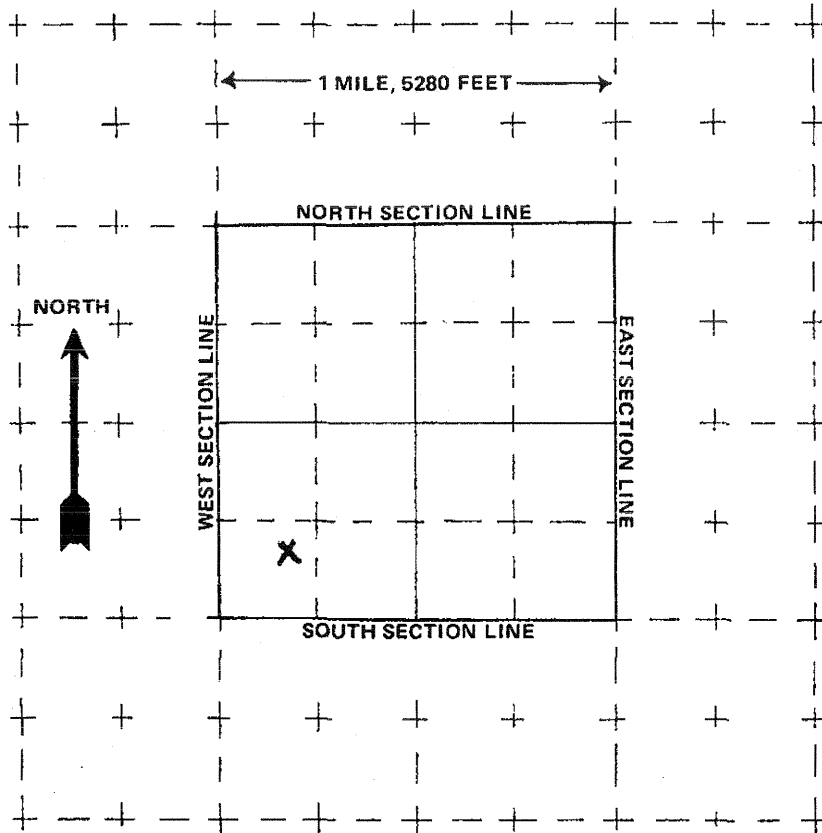 1 MILE, 5280 FEET
NORTH SECTION LINE
NORTH
WEST SECTION LINE
EAST SECTION LINE
X
SOUTH SECTION LINE